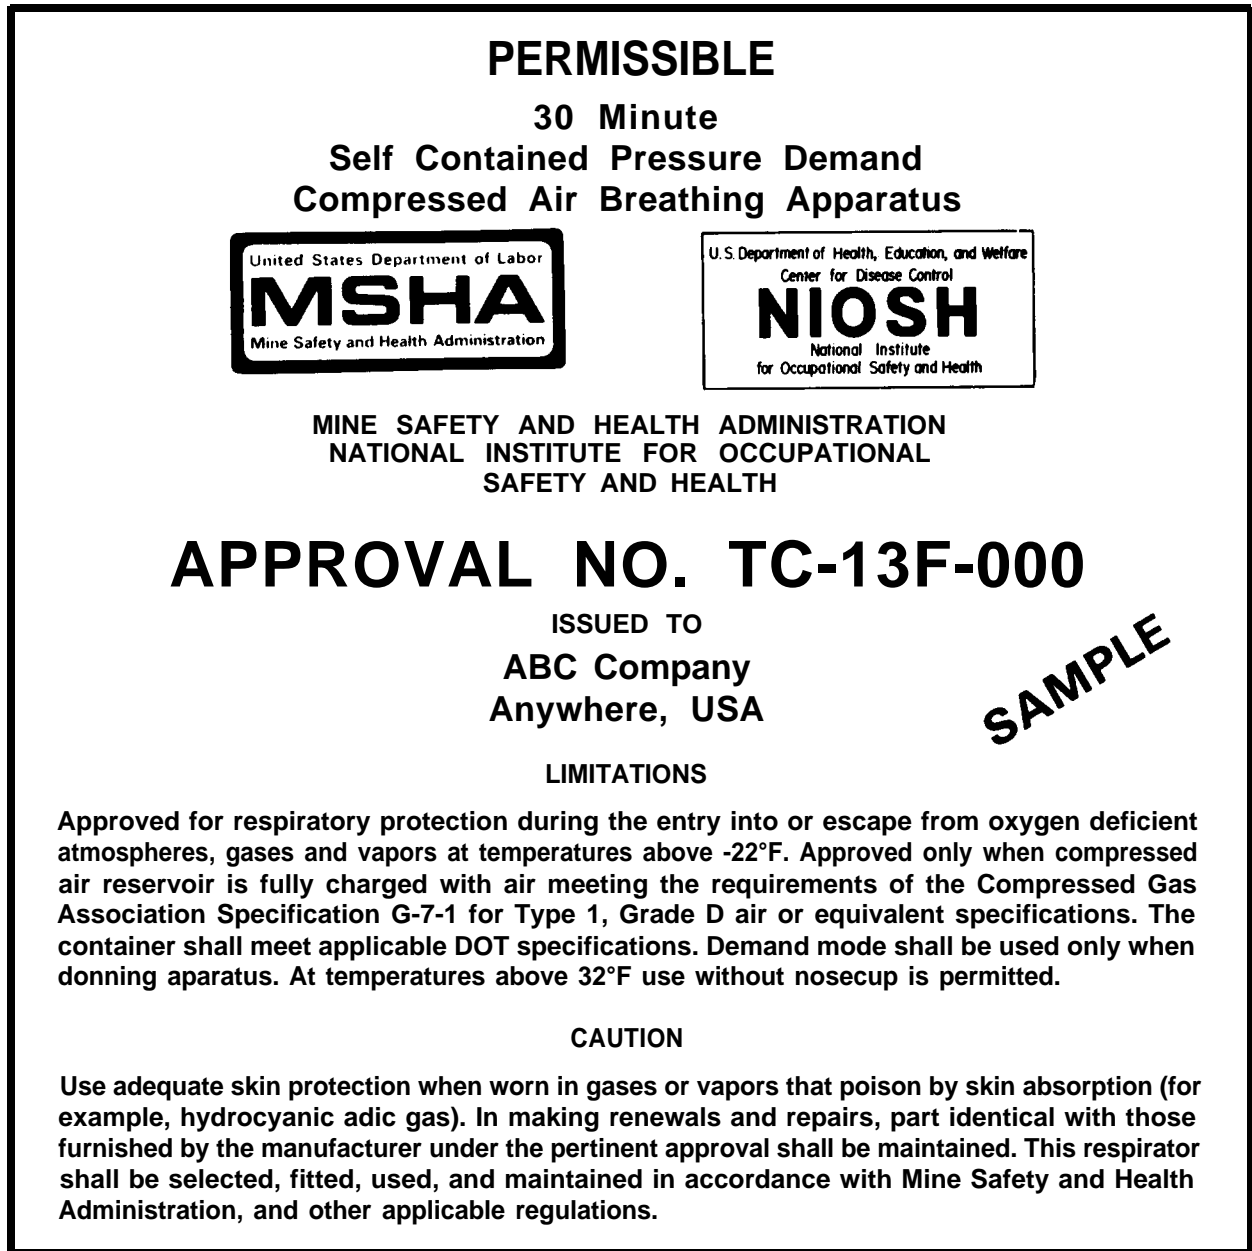 PERMISSIBLE
30 Minute
Self Contained Pressure Demand
Compressed Air Breathing Apparatus
United States Department of Labor
MSHA
Mine Safety and Health Administration
U.S. Department of Health, Education, and Welfare
Center for Disease Control
NIOSH
National Institute
for Occupational Safety and Health
MINE SAFETY AND HEALTH ADMINISTRATION
NATIONAL INSTITUTE FOR OCCUPATIONAL
SAFETY AND HEALTH
APPROVAL NO. TC-13F-000
ISSUED TO
ABC Company
Anywhere, USA
SAMPLE
LIMITATIONS
Approved for respiratory protection during the entry into or escape from oxygen deficient
atmospheres, gases and vapors at temperatures above -22°F. Approved only when compressed
air reservoir is fully charged with air meeting the requirements of the Compressed Gas
Association Specification G-7-1 for Type 1, Grade D air or equivalent specifications. The
container shall meet applicable DOT specifications. Demand mode shall be used only when
donning aparatus. At temperatures above 32°F use without nosecup is permitted.
CAUTION
Use adequate skin protection when worn in gases or vapors that poison by skin absorption (for
example, hydrocyanic adic gas). In making renewals and repairs, part identical with those
furnished by the manufacturer under the pertinent approval shall be maintained. This respirator
shall be selected, fitted, used, and maintained in accordance with Mine Safety and Health
Administration, and other applicable regulations.